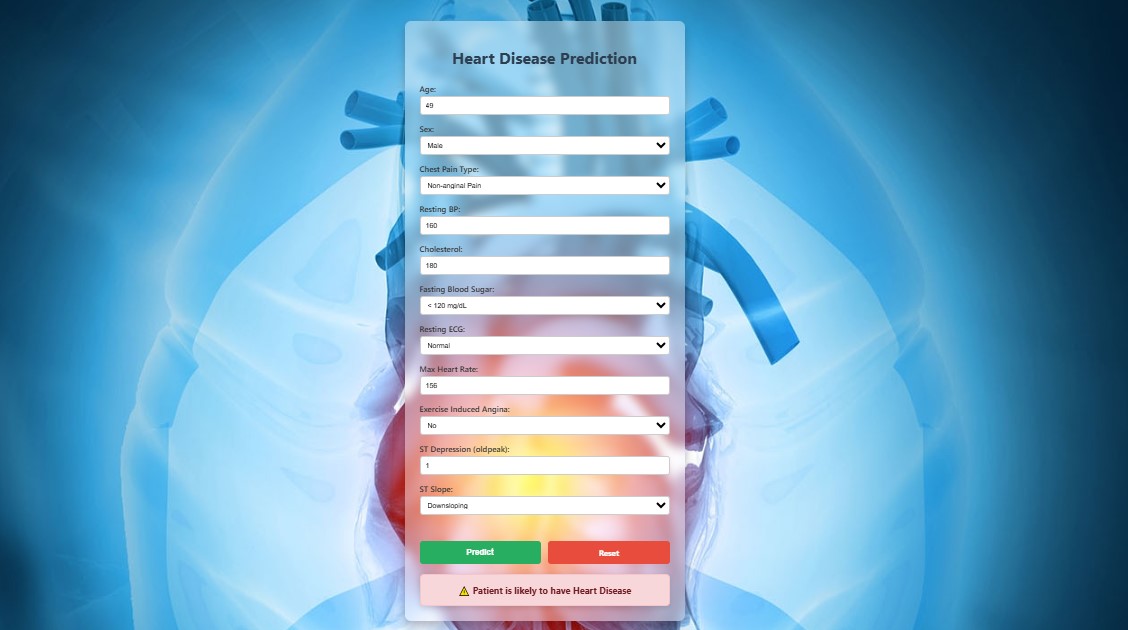 Heart Disease Prediction
Age:
49
Sex:
Male
Chest Pain Type:
Non-anginal Pain
Resting BP:
160
Cholesterol:
180
Fasting Blood Sugar:
< 120 mg/dL
Resting ECG:
Normal
Max Heart Rate:
156
Exercise Induced Angina:
No
ST Depression (oldpeak):
1
ST Slope:
Downsloping
Predict Reset
⚠ Patient is likely to have Heart Disease